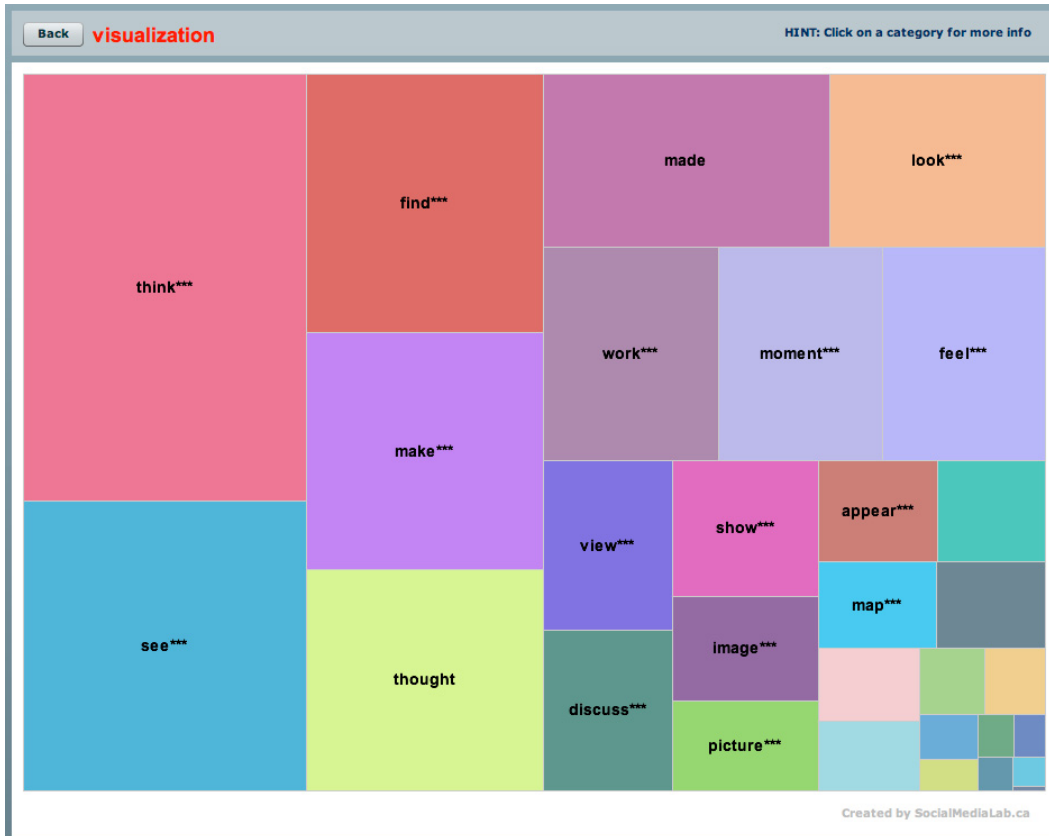 Back
visualization
HINT: Click on a category for more info
think***
find***
made
look***
work***
moment***
feel***
make***
view***
show***
appear***
map***
see***
thought
image***
discuss***
picture***
Created by SocialMediaLab.ca